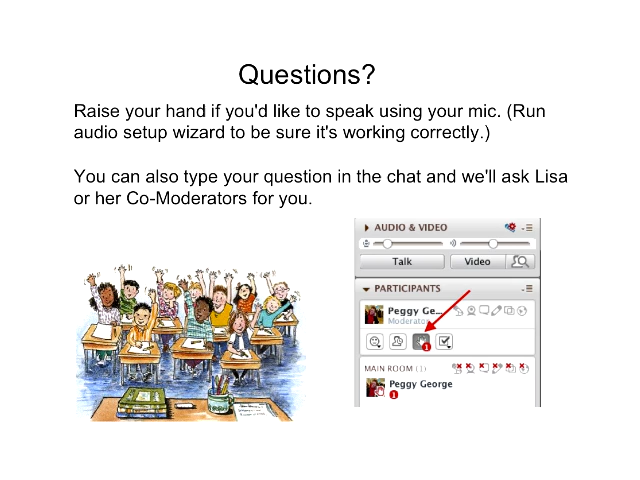 Questions?
Raise your hand if you'd like to speak using your mic. (Run
audio setup wizard to be sure it's working correctly.)
You can also type your question in the chat and we'll ask Lisa
or her Co-Moderators for you.
AUDIO & VIDEO
Talk
Video
PARTICIPANTS
Peggy Ge...
Moderator
1
MAIN ROOM (1)
Peggy George
1